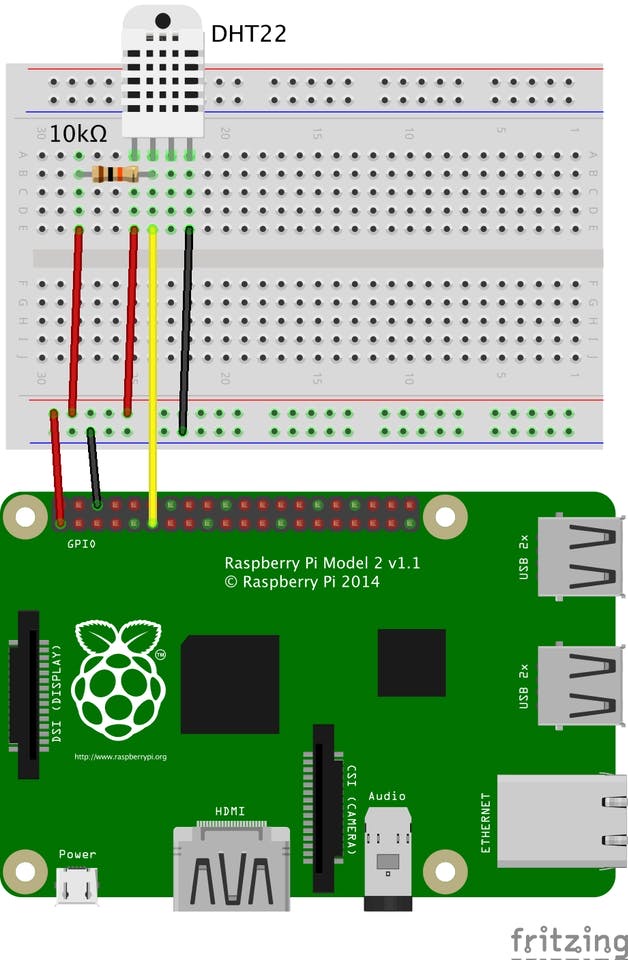 DHT22
10kΩ
30 20 15 10 5 1
A A
B B
C C
D D
E E
F F
G G
H H
I I
J J
30 25 20 15 10 5 1
GPIO
Raspberry Pi Model 2 v1.1
© Raspberry Pi 2014
USB 2x
USB 2x
DSI (DISPLAY)
TM
http://www.raspberrypi.org
CSI (CAMERA)
HDMI
Audio
ETHERNET
Power
fritzing